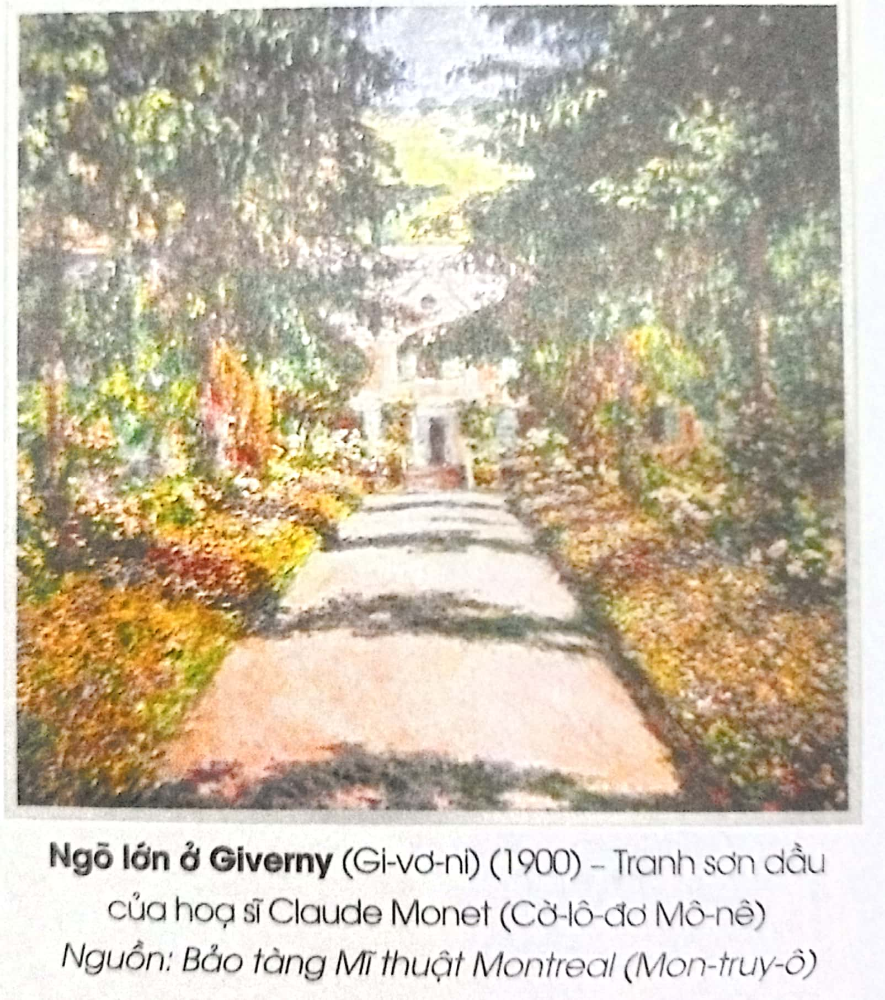 Ngõ lớn ở Giverny (Gi-vơ-ni) (1900) – Tranh sơn dầu
của hoạ sĩ Claude Monet (Cờ-lô-đơ Mô-nê)
Nguồn: Bảo tàng Mĩ thuật Montreal (Mon-truy-ô)